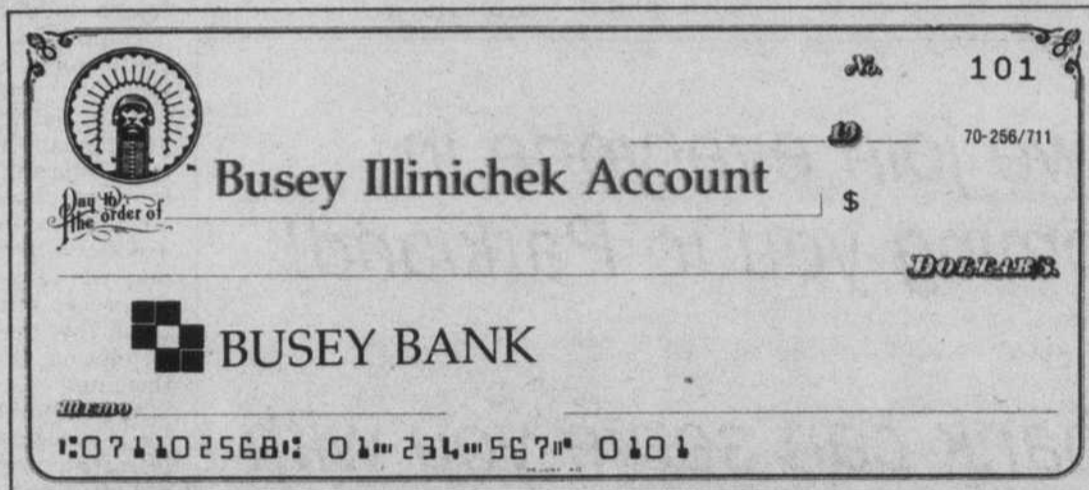 No. 101
19 70-256/711
Busey Illinichek Account
Pay to
the order of $
DOLLARS
BUSEY BANK
MEMO
⑆071102568⑆ 01⑉234⑉567⑈ 0101